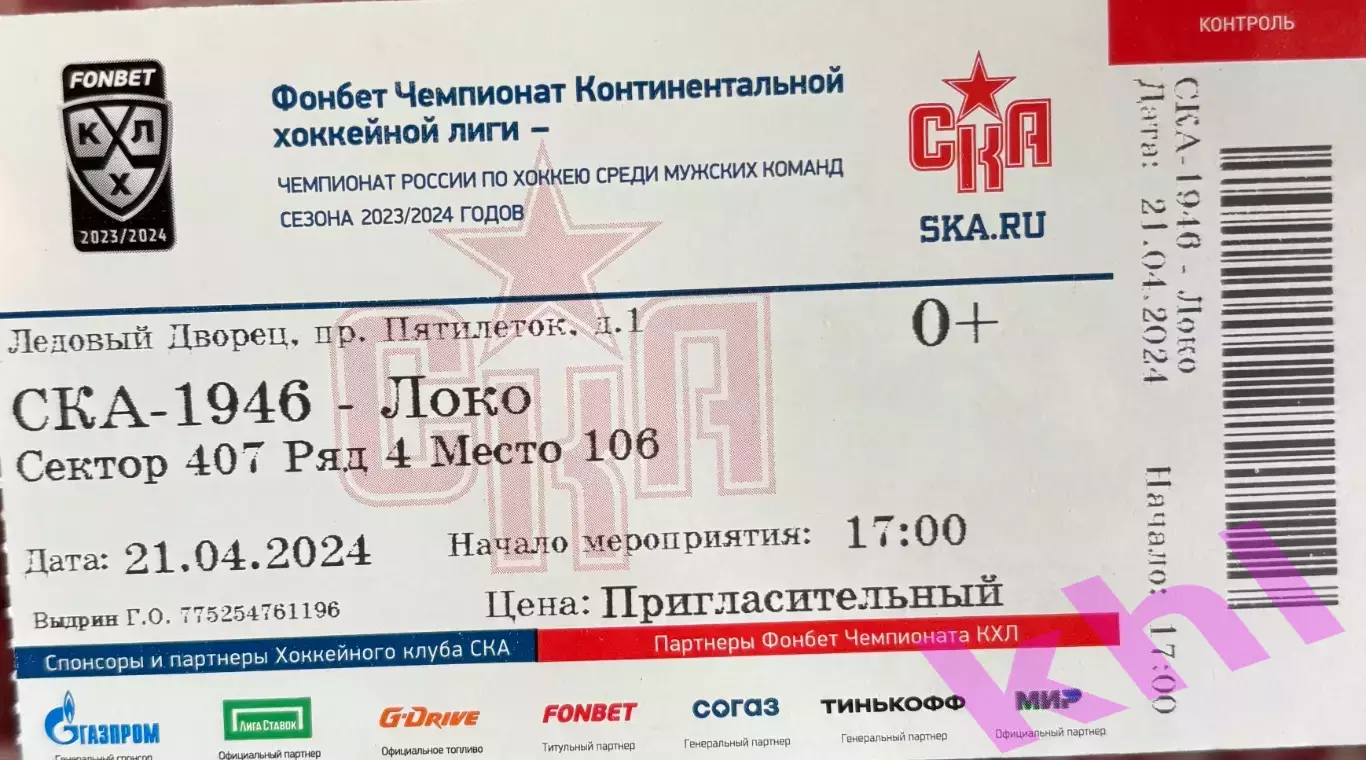 КОНТРОЛЬ
FONBET
КХЛ
2023/2024
Фонбет Чемпионат Континентальной
хоккейной лиги –
ЧЕМПИОНАТ РОССИИ ПО ХОККЕЮ СРЕДИ МУЖСКИХ КОМАНД
СЕЗОНА 2023/2024 ГОДОВ
СКА
SKA.RU
СКА
Ледовый Дворец, пр. Пятилеток, д.1
0+
СКА-1946 - Локо
Сектор 407 Ряд 4 Место 106
Дата: 21.04.2024
Начало мероприятия: 17:00
Выдрин Г.О. 775254761196
Цена: Пригласительный
Спонсоры и партнеры Хоккейного клуба СКА
Партнеры Фонбет Чемпионата КХЛ
ГАЗПРОМ
Генеральный спонсор
ЛИГА СТАВОК
Официальный партнер
G-DRIVE
Официальное топливо
FONBET
Титульный партнер
согаз
Генеральный партнер
ТИНЬКОФФ
Генеральный партнер
МИР
Официальный партнер
СКА-1946 - Локо
Дата: 21.04.2024
Начало: 17:00
khl